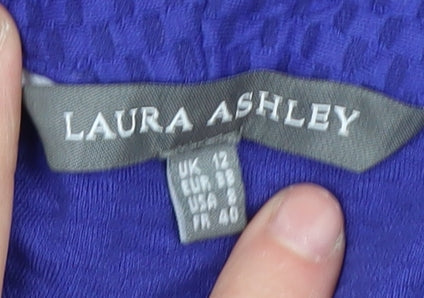 LAURA ASHLEY
UK 12
EUR 38
USA 8
FR 40